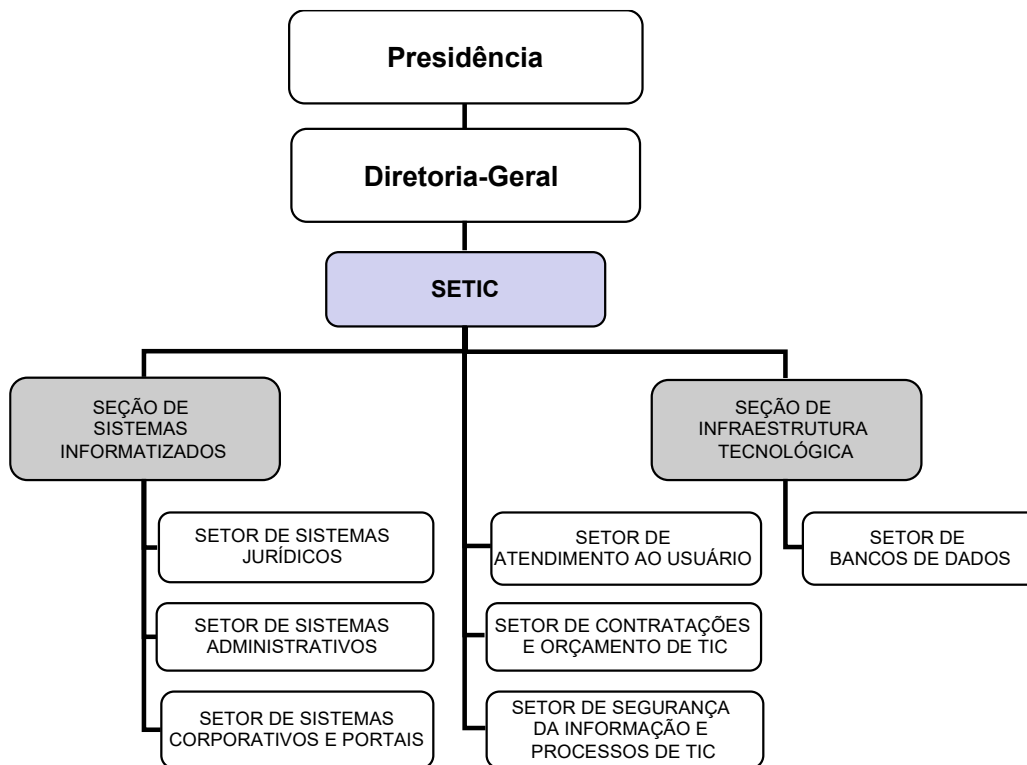 Presidência
Diretoria-Geral
SETIC
SEÇÃO DE
SISTEMAS
INFORMATIZADOS
SEÇÃO DE
INFRAESTRUTURA
TECNOLÓGICA
SETOR DE SISTEMAS
JURÍDICOS
SETOR DE
ATENDIMENTO AO USUÁRIO
SETOR DE
BANCOS DE DADOS
SETOR DE SISTEMAS
ADMINISTRATIVOS
SETOR DE CONTRATAÇÕES
E ORÇAMENTO DE TIC
SETOR DE SISTEMAS
CORPORATIVOS E PORTAIS
SETOR DE SEGURANÇA
DA INFORMAÇÃO E
PROCESSOS DE TIC